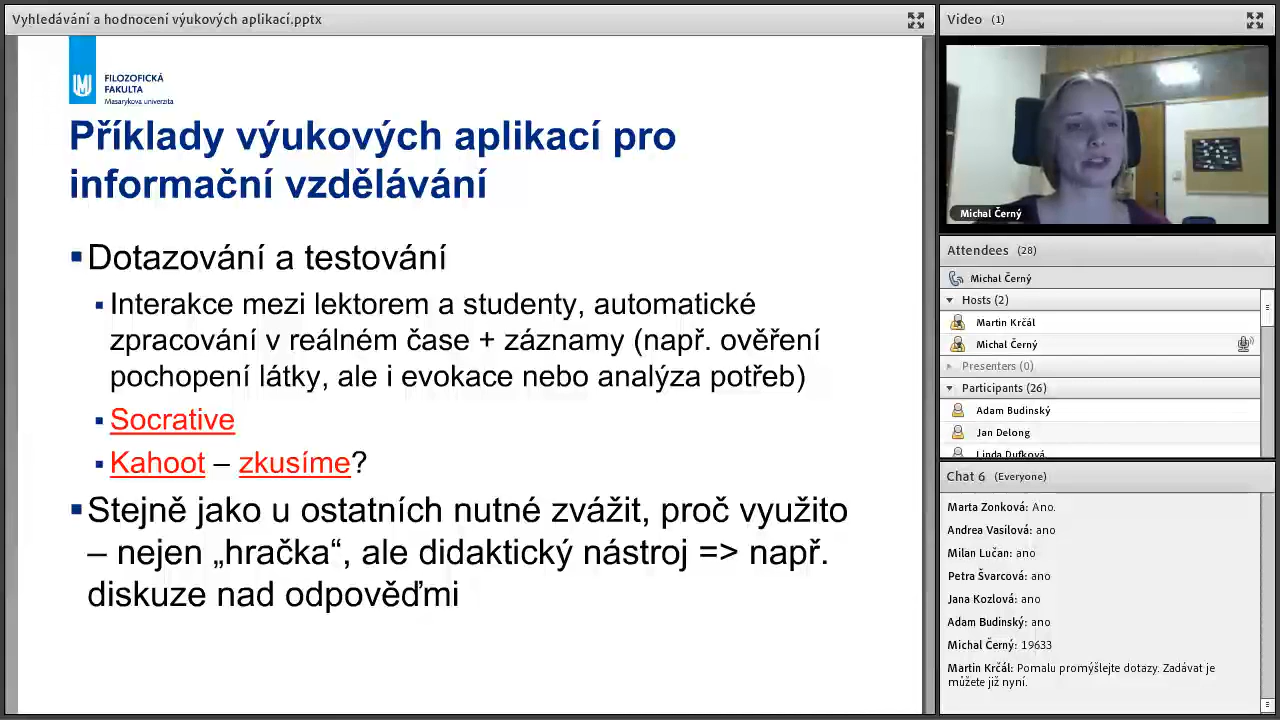 Vyhledávání a hodnocení výukových aplikací.pptx
FILOZOFICKÁ
FAKULTA
Masarykova univerzita
Příklady výukových aplikací pro
informační vzdělávání
Dotazování a testování
Interakce mezi lektorem a studenty, automatické
zpracování v reálném čase + záznamy (např. ověření
pochopení látky, ale i evokace nebo analýza potřeb)
Socrative
Kahoot – zkusíme?
Stejně jako u ostatních nutné zvážit, proč využito
– nejen „hračka“, ale didaktický nástroj => např.
diskuze nad odpověďmi
Video (1)
Michal Černý
Attendees (28)
Michal Černý
Hosts (2)
Martin Krčál
Michal Černý
Presenters (0)
Participants (26)
Adam Budinský
Jan Delong
Linda Dufková
Chat 6 (Everyone)
Marta Zonková: Ano.
Andrea Vasilová: ano
Milan Lučan: ano
Petra Švarcová: ano
Jana Kozlová: ano
Adam Budinský: ano
Michal Černý: 19633
Martin Krčál: Pomalu promýšlejte dotazy. Zadávat je
můžete již nyní.